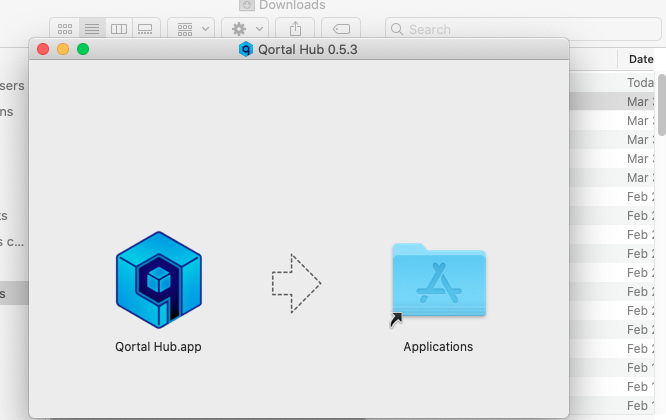 Downloads
Search
Qortal Hub 0.5.3
Date
sers
ns
ts
s c...
s
Toda
Mar
Mar 3
Mar 3
Mar 3
Mar 3
Feb 2
Feb 2
Feb 2
Feb 2
Feb 2
Feb 2
Feb 2
Feb 2
Feb 2
Feb 1
Feb 1
Feb 1
Qortal Hub.app
Applications